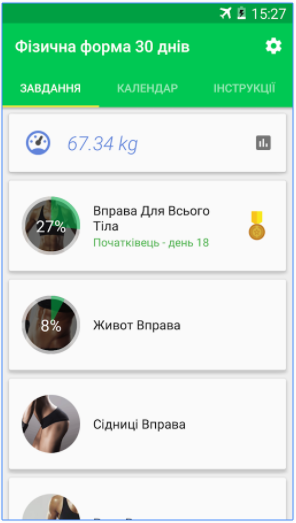 15:27
Фізична форма 30 днів
ЗАВДАННЯ КАЛЕНДАР ІНСТРУКЦІЇ
67.34 kg
27%
Вправа Для Всього
Тіла
Початківець - день 18
8%
Живот Вправа
Сідниці Вправа